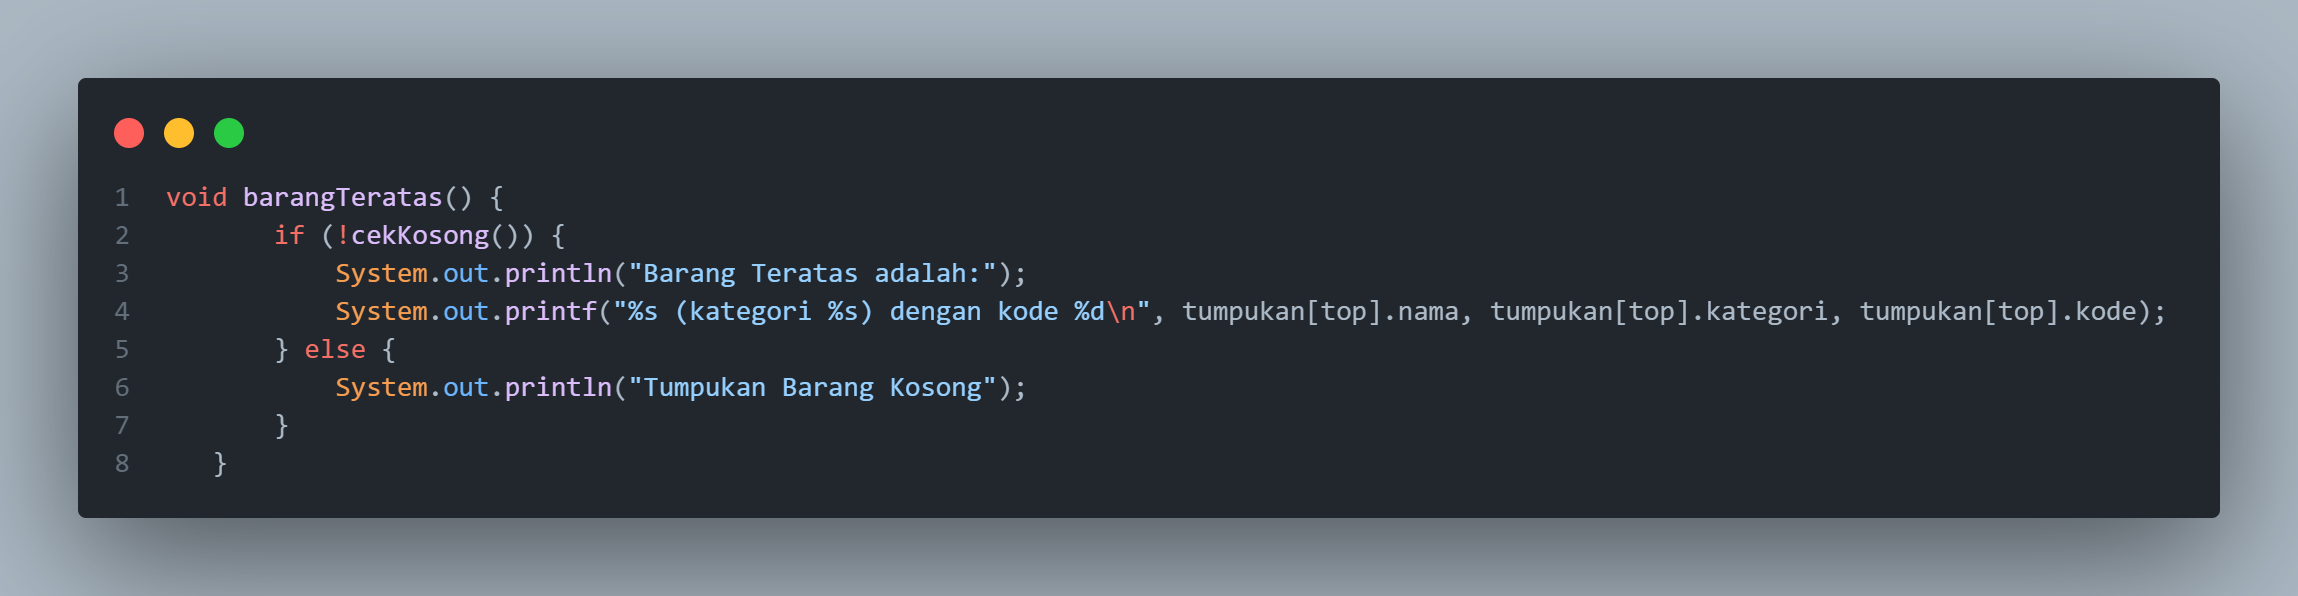 1 void barangTeratas() {
2 if (!cekKosong()) {
3 System.out.println("Barang Teratas adalah:");
4 System.out.printf("%s (kategori %s) dengan kode %d\n", tumpukan[top].nama, tumpukan[top].kategori, tumpukan[top].kode);
5 } else {
6 System.out.println("Tumpukan Barang Kosong");
7 }
8 }